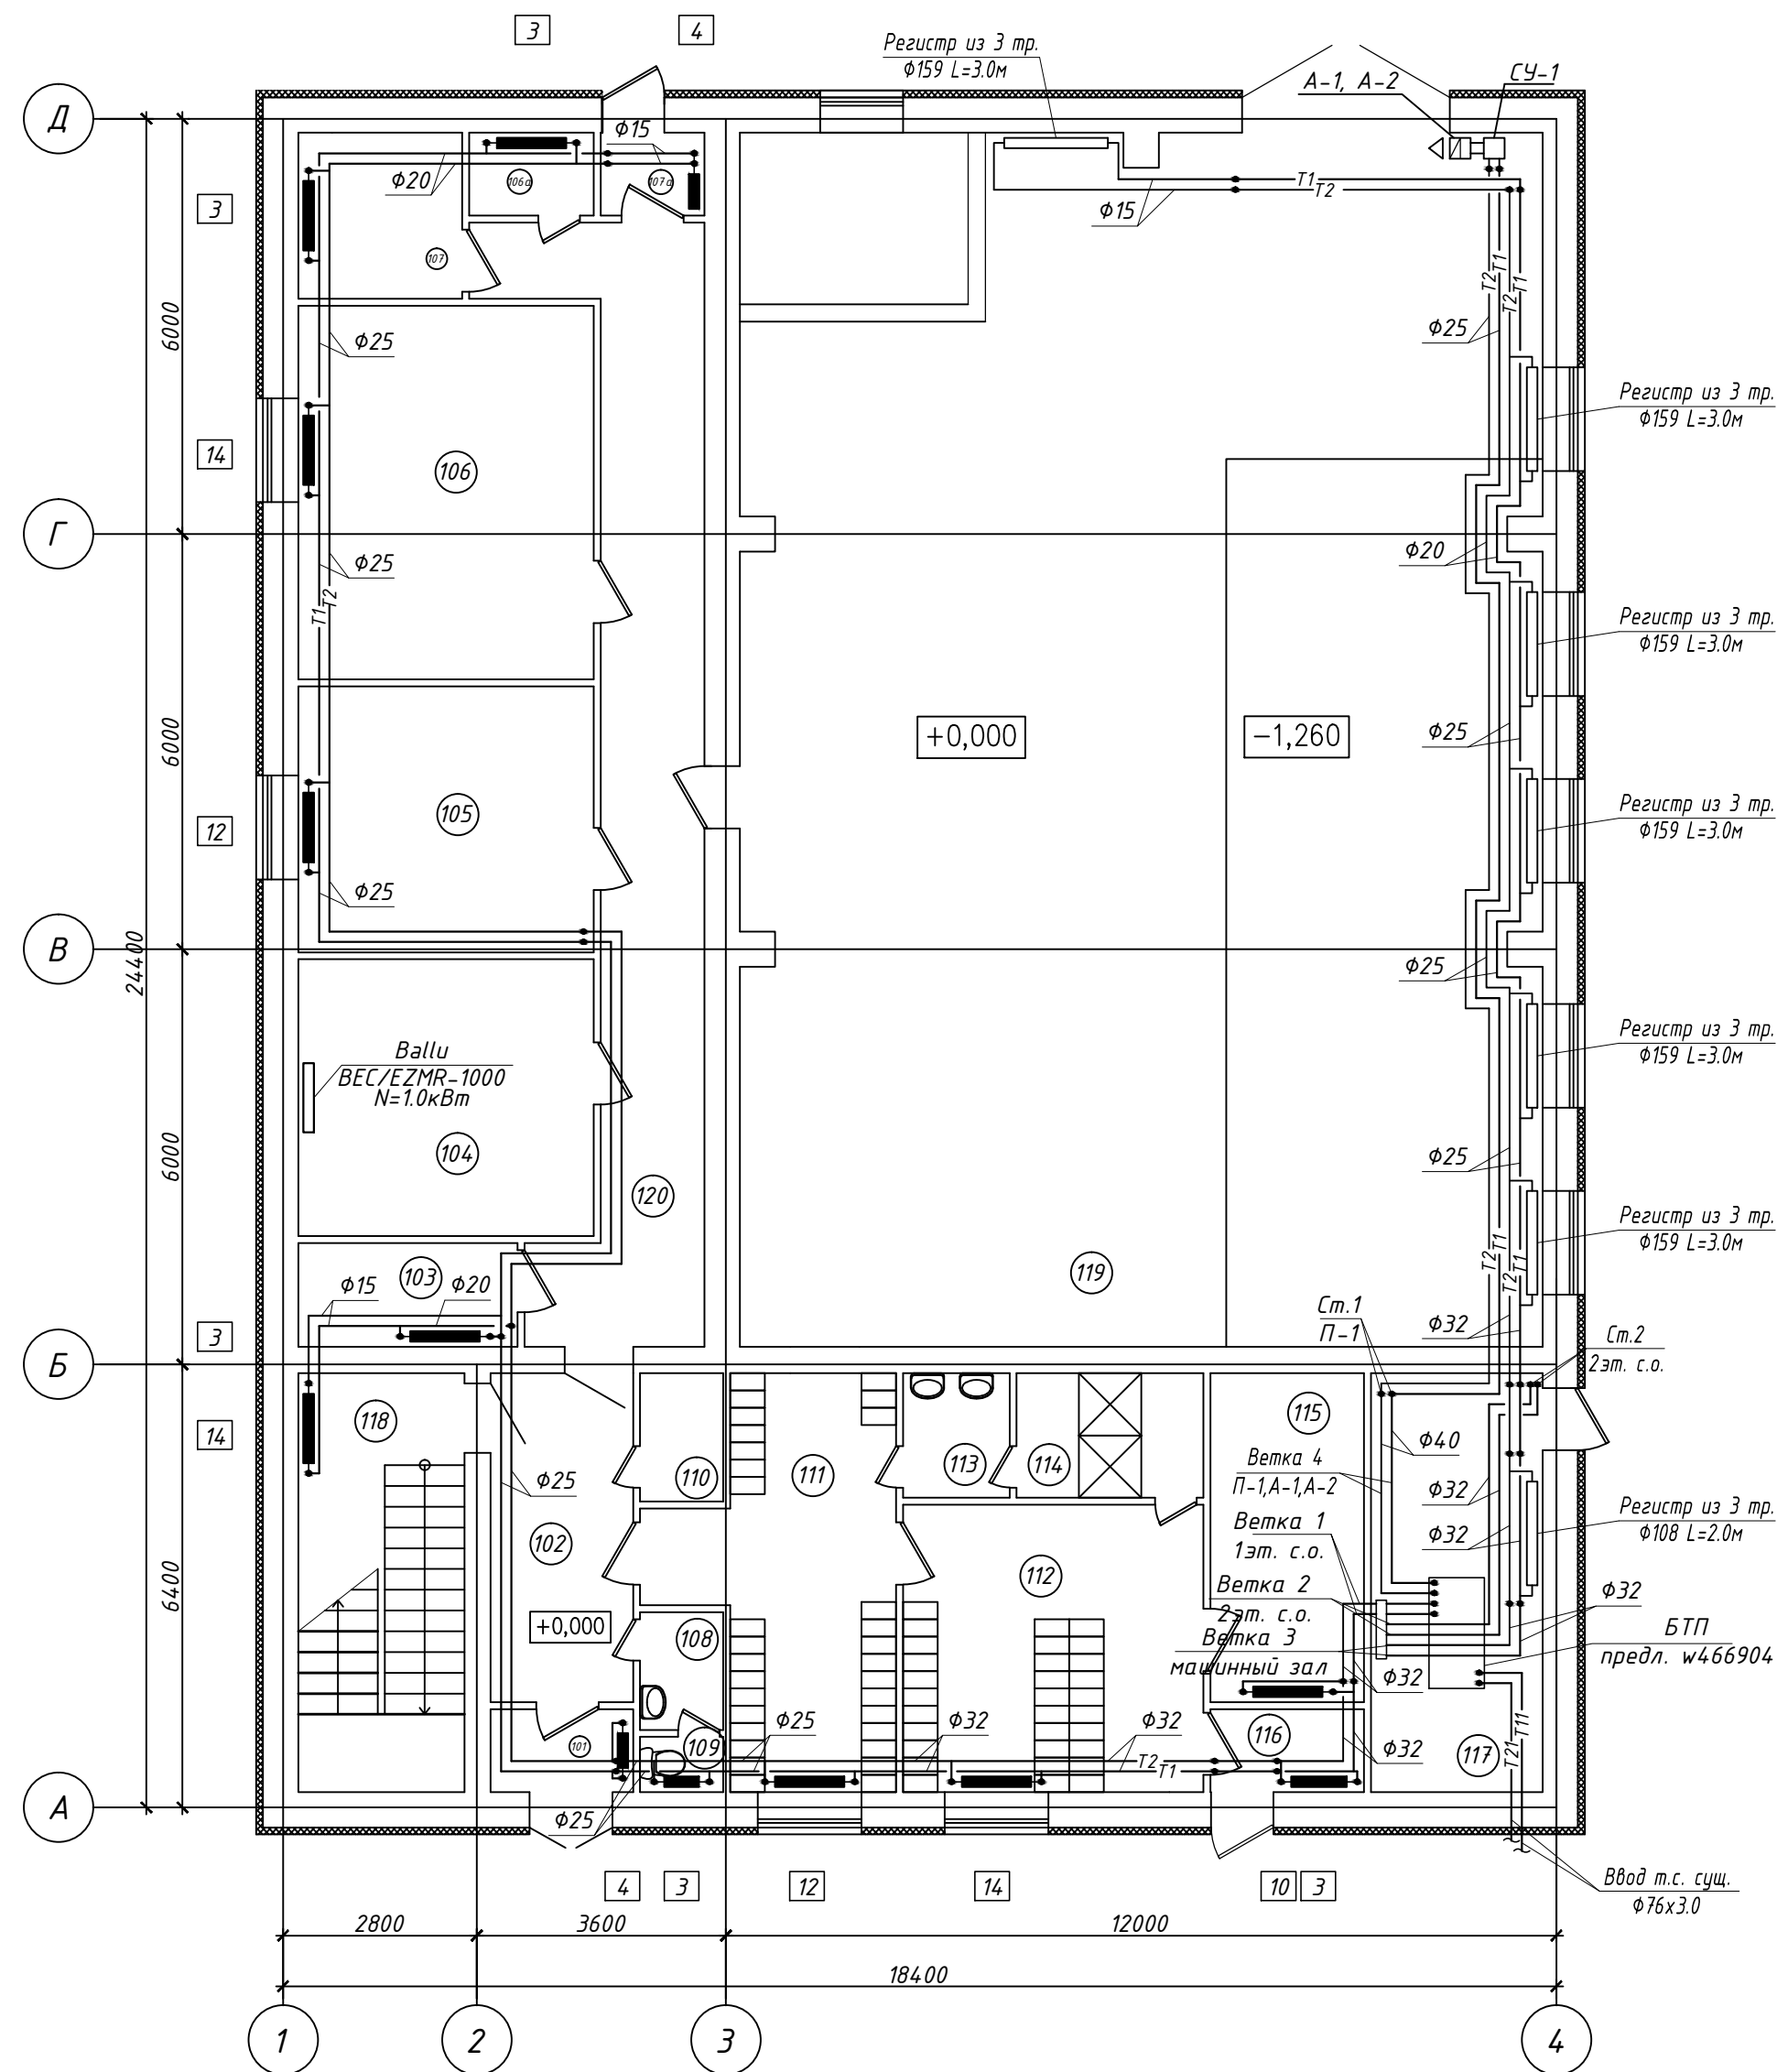 3
4
Регистр из 3 тр.
ф159 L=3.0м
А-1, А-2
СУ-1
Д
ф15
ф20
106а
107а
3
Т1
Т2
ф15
107
Т2
Т1
Т2
Т1
6000
ф25
ф25
Регистр из 3 тр.
ф159 L=3.0м
14
106
Г
ф25
ф20
Т1
Т2
Регистр из 3 тр.
ф159 L=3.0м
6000
+0,000
-1,260
ф25
12
105
Регистр из 3 тр.
ф159 L=3.0м
ф25
В
24400
ф25
Ballu
BEC/EZMR-1000
N=1.0кВт
Регистр из 3 тр.
ф159 L=3.0м
104
6000
ф25
120
Регистр из 3 тр.
ф159 L=3.0м
Т2
Т1
Т2
Т1
103
119
ф15
ф20
Ст.1
П-1
ф32
Ст.2
2эт. с.о.
3
Б
118
14
115
110
111
113
114
ф40
Ветка 4
П-1,А-1,А-2
ф25
ф32
Регистр из 3 тр.
ф108 L=2.0м
Ветка 1
1эт. с.о.
ф32
102
112
6400
Ветка 2
2эт. с.о.
ф32
+0,000
108
Ветка 3
машинный зал
БТП
предл. w466904
ф32
ф25
ф32
ф32
101
109
116
117
ф32
Т2
Т1
Т21
Т11
А
ф25
4
3
12
14
10
3
Ввод т.с. сущ.
ф76х3.0
2800
3600
12000
18400
1
2
3
4